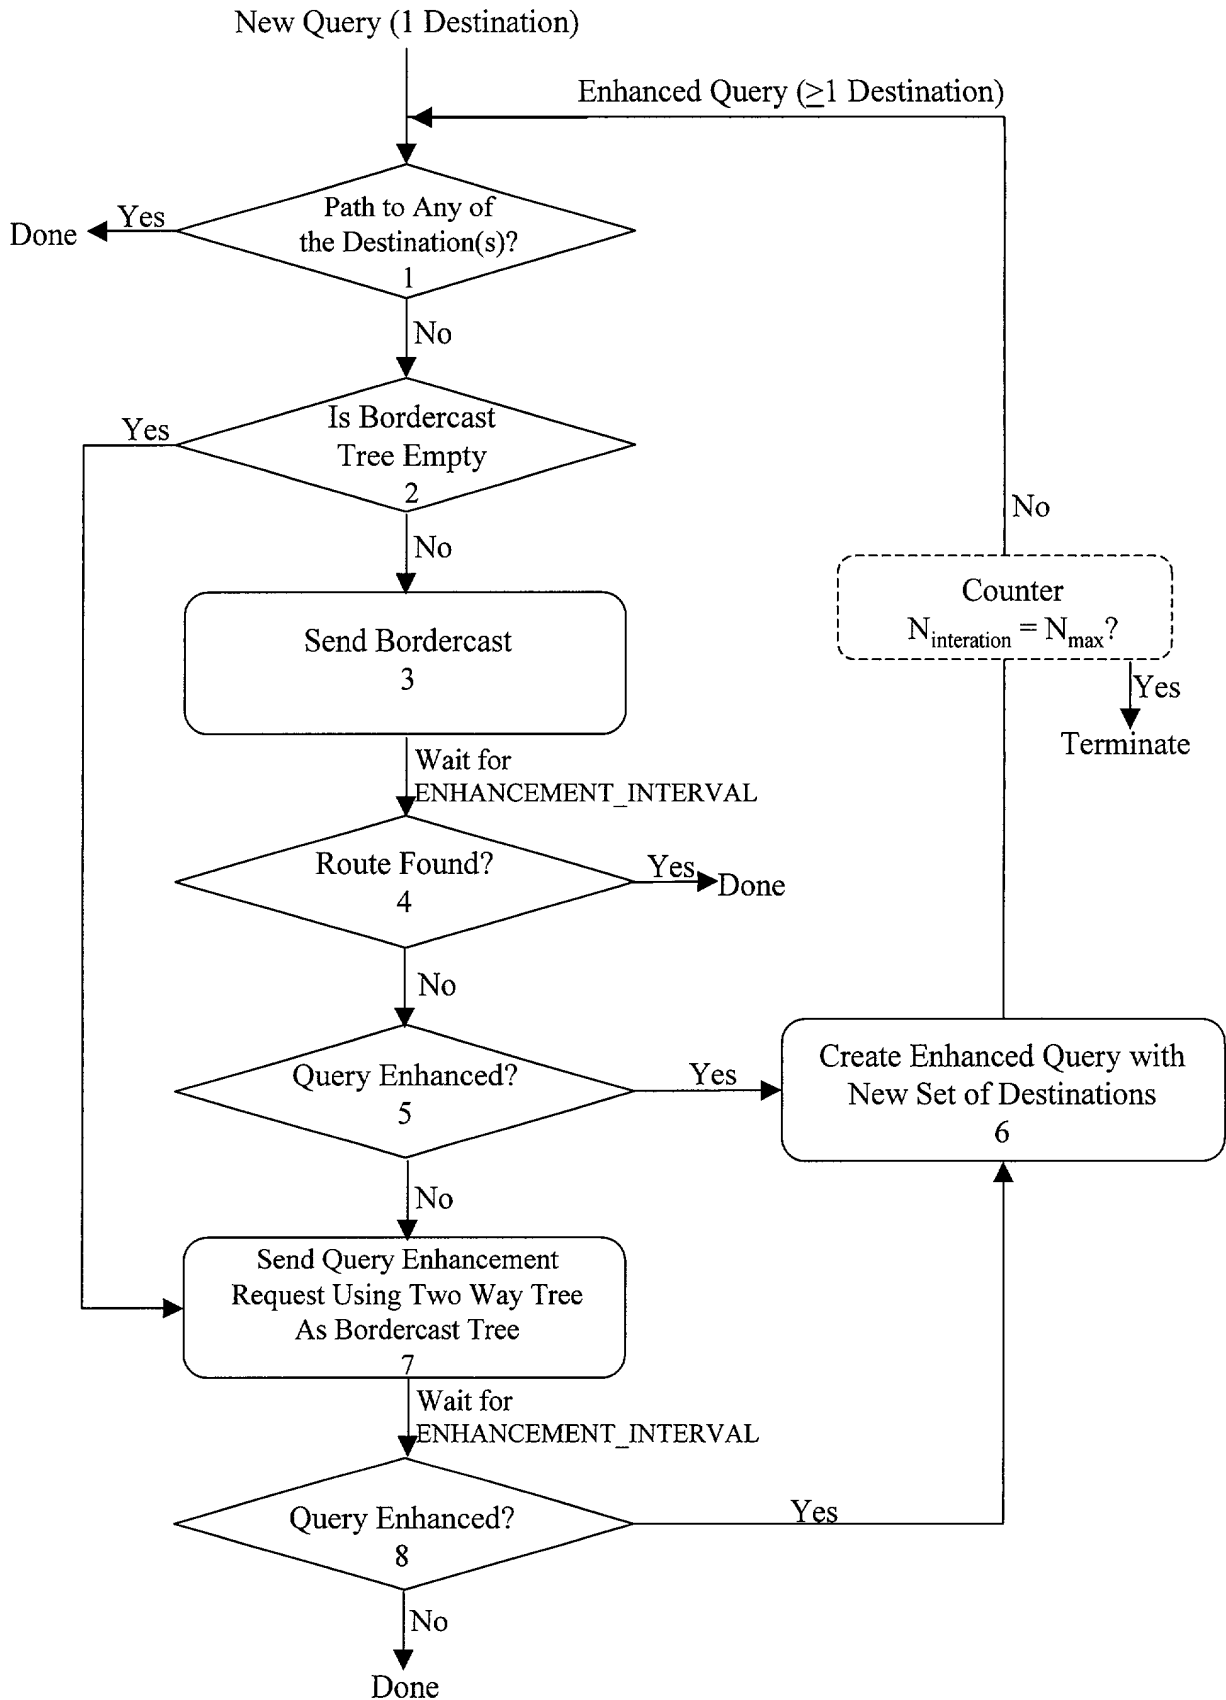 New Query (1 Destination)
Enhanced Query (≥1 Destination)
Path to Any of
the Destination(s)?
1
Yes
Done
No
Is Bordercast
Tree Empty
2
Yes
No
No
Counter
N_interation = N_max?
Yes
Terminate
Send Bordercast
3
Wait for
ENHANCEMENT_INTERVAL
Route Found?
4
Yes
Done
No
Query Enhanced?
5
Yes
Create Enhanced Query with
New Set of Destinations
6
No
Send Query Enhancement
Request Using Two Way Tree
As Bordercast Tree
7
Wait for
ENHANCEMENT_INTERVAL
Query Enhanced?
8
Yes
No
Done